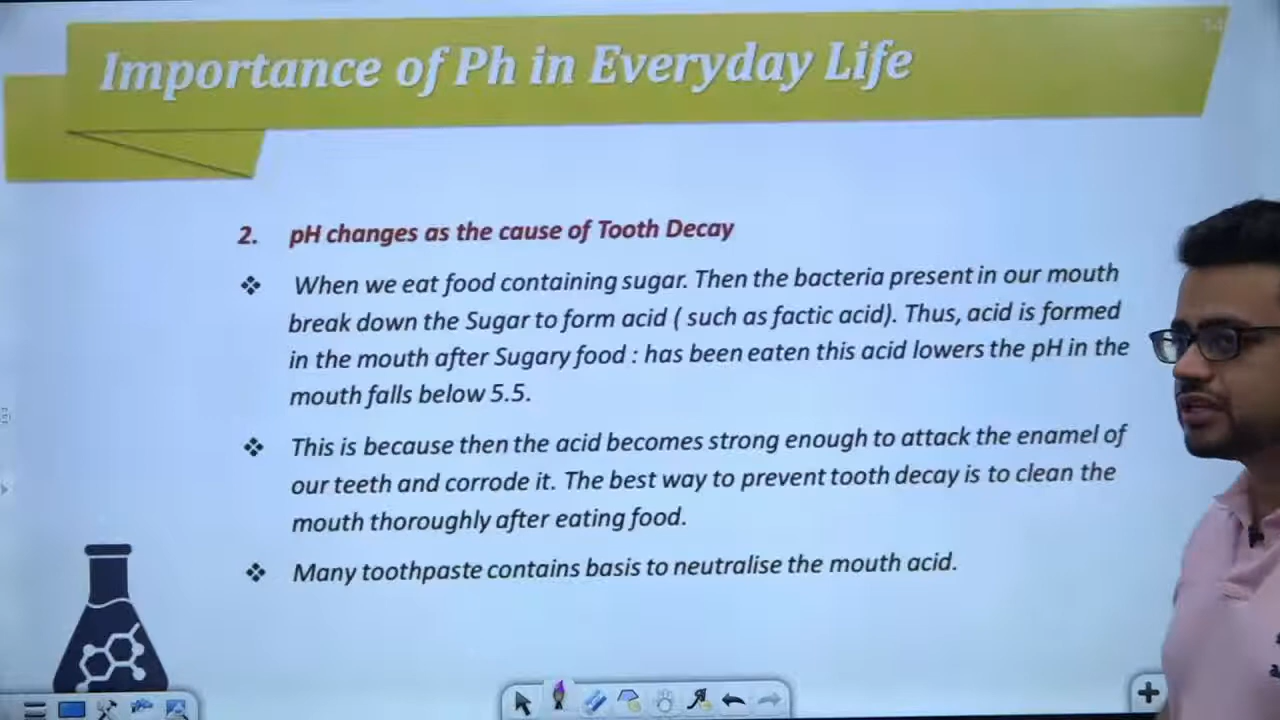 14
Importance of Ph in Everyday Life
2. pH changes as the cause of Tooth Decay
❖ When we eat food containing sugar. Then the bacteria present in our mouth
break down the Sugar to form acid ( such as factic acid). Thus, acid is formed
in the mouth after Sugary food : has been eaten this acid lowers the pH in the
mouth falls below 5.5.
❖ This is because then the acid becomes strong enough to attack the enamel of
our teeth and corrode it. The best way to prevent tooth decay is to clean the
mouth thoroughly after eating food.
❖ Many toothpaste contains basis to neutralise the mouth acid.